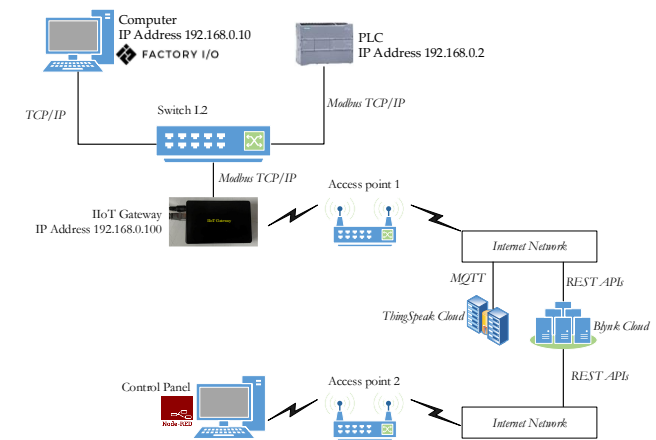 Computer
IP Address 192.168.0.10
FACTORY I/O
PLC
IP Address 192.168.0.2
TCP/IP
Switch L2
Modbus TCP/IP
Modbus TCP/IP
Access point 1
IIoT Gateway
IP Address 192.168.0.100
IIoT Gateway
Internet Network
MQTT
REST APIs
ThingSpeak Cloud
Blynk Cloud
REST APIs
Control Panel
Access point 2
Node-RED
Internet Network